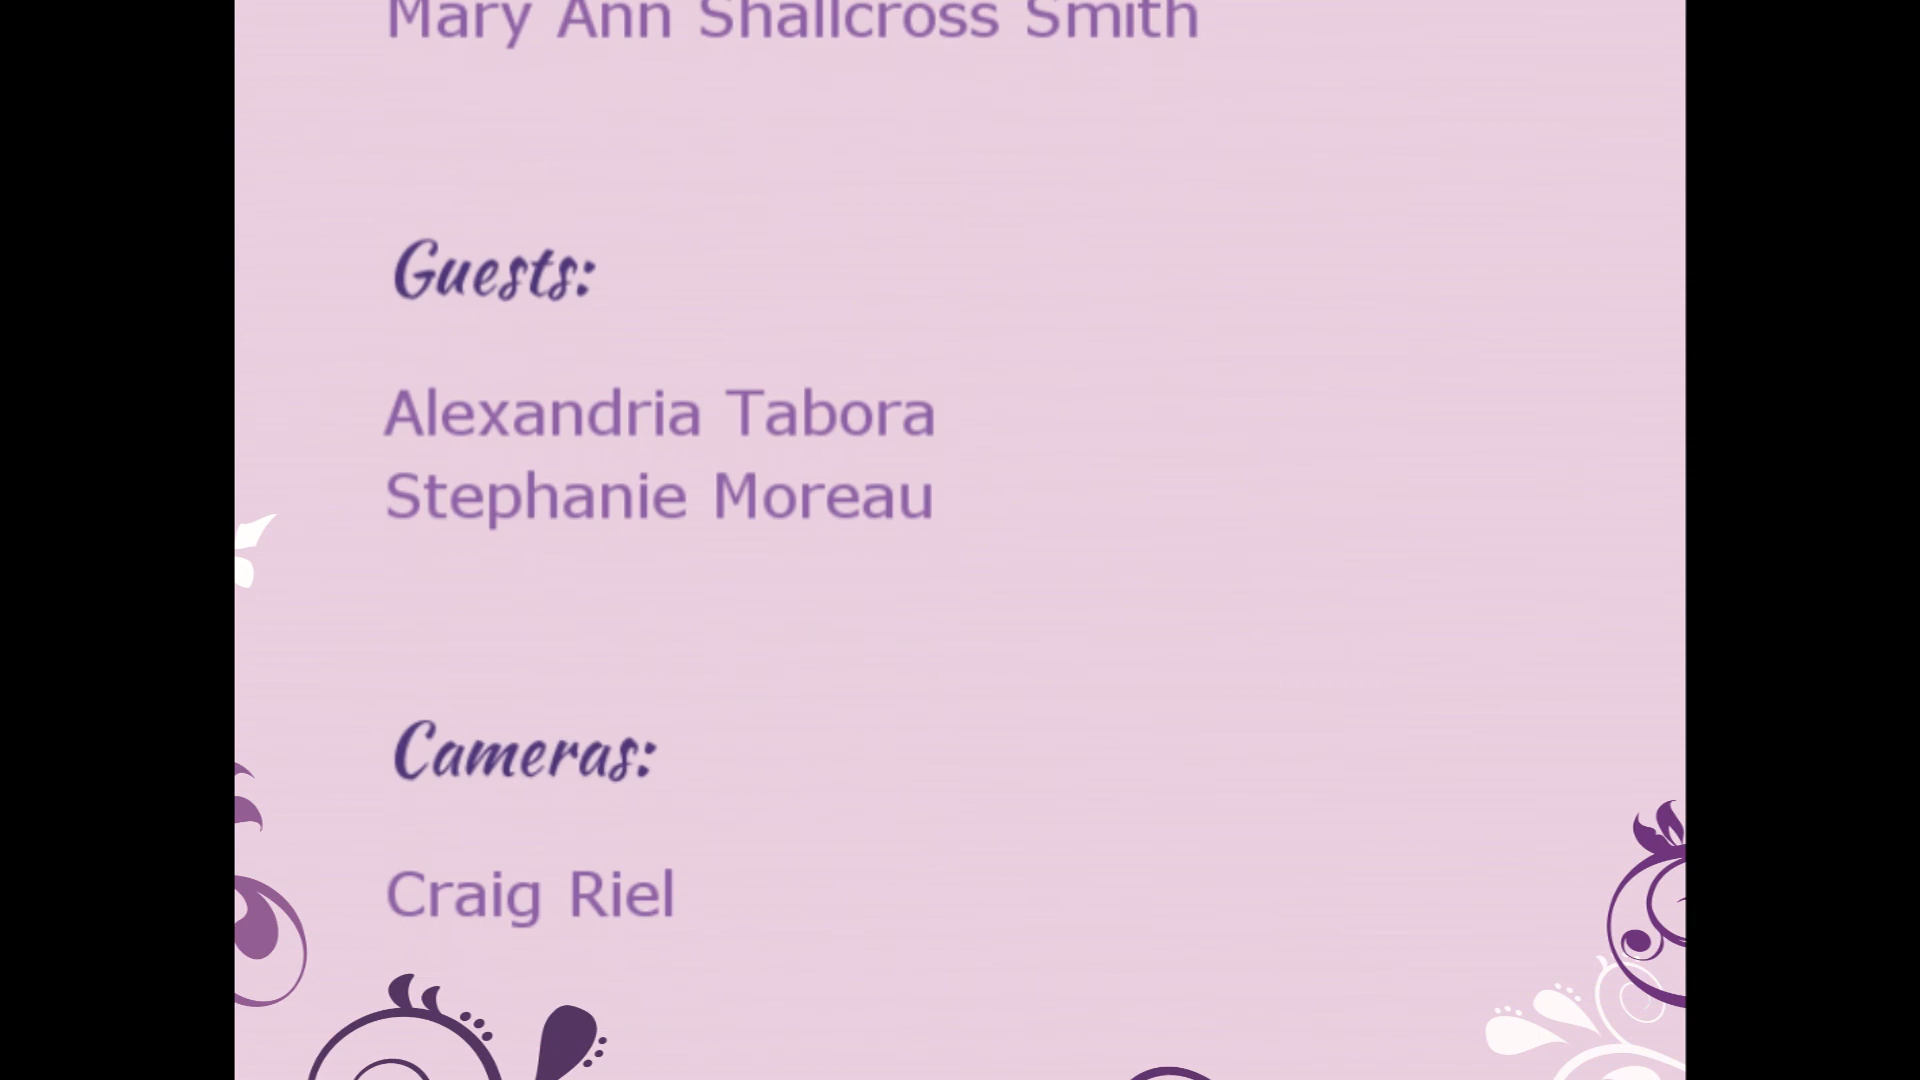 Mary Ann Shallcross Smith
Guests:
Alexandria Tabora
Stephanie Moreau
Cameras:
Craig Riel